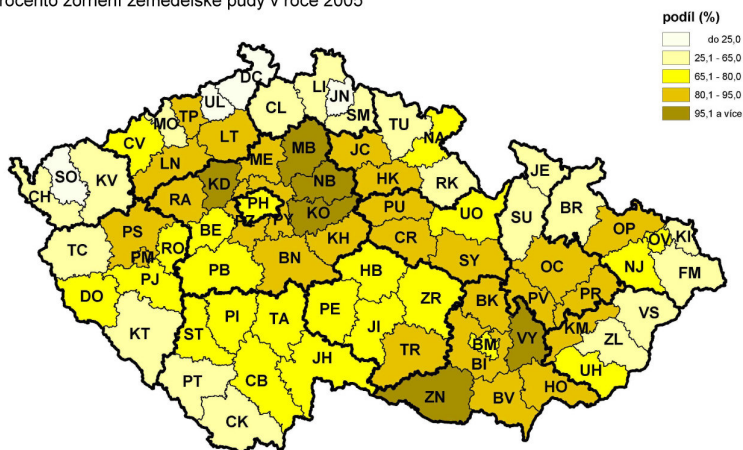 rocento zornění zemědělské půdy v roce 2005
podíl (%)
do 25,0
25,1 - 65,0
65,1 - 80,0
80,1 - 95,0
95,1 a více
DC
LI
UL
JN
CL
SM
MO
TP
TU
CV
LT
NA
MB
JC
ME
LN
JE
SO
KV
KD
NB
HK
RK
CH
RA
PH
KO
PU
UO
SU
BR
PY
PS
BE
OP
RO
KH
CR
OV
KI
TC
PM
BN
SY
OC
NJ
FM
PJ
PB
HB
DO
ZR
BK
PV
PR
PE
VS
PI
TA
KT
ST
JI
KM
VY
ZL
BM
TR
BI
JH
UH
PT
CB
HO
ZN
BV
CK